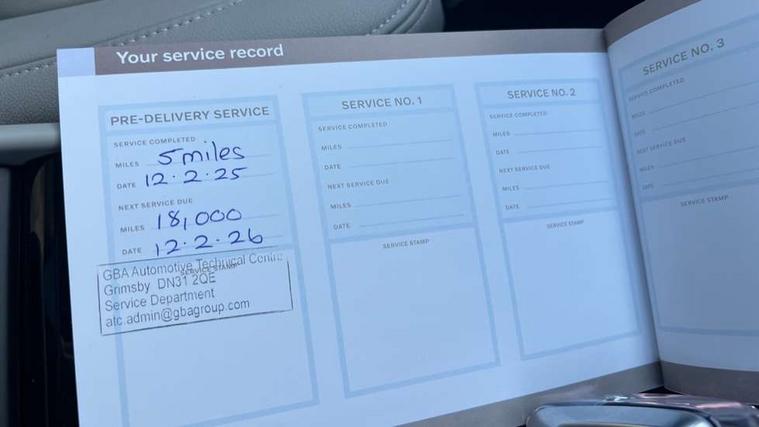 Your service record
PRE-DELIVERY SERVICE
SERVICE COMPLETED
MILES 5 miles
DATE 12.2.25
NEXT SERVICE DUE
MILES 18,000
DATE 12.2.26
SERVICE STAMP
GBA Automotive Technical Centre
Grimsby DN31 2QE
Service Department
atc.admin@gbagroup.com
SERVICE NO. 1
SERVICE COMPLETED
MILES
DATE
NEXT SERVICE DUE
MILES
DATE
SERVICE STAMP
SERVICE NO. 2
SERVICE COMPLETED
MILES
DATE
NEXT SERVICE DUE
MILES
DATE
SERVICE STAMP
SERVICE NO. 3
SERVICE COMPLETED
MILES
DATE
NEXT SERVICE DUE
MILES
DATE
SERVICE STAMP